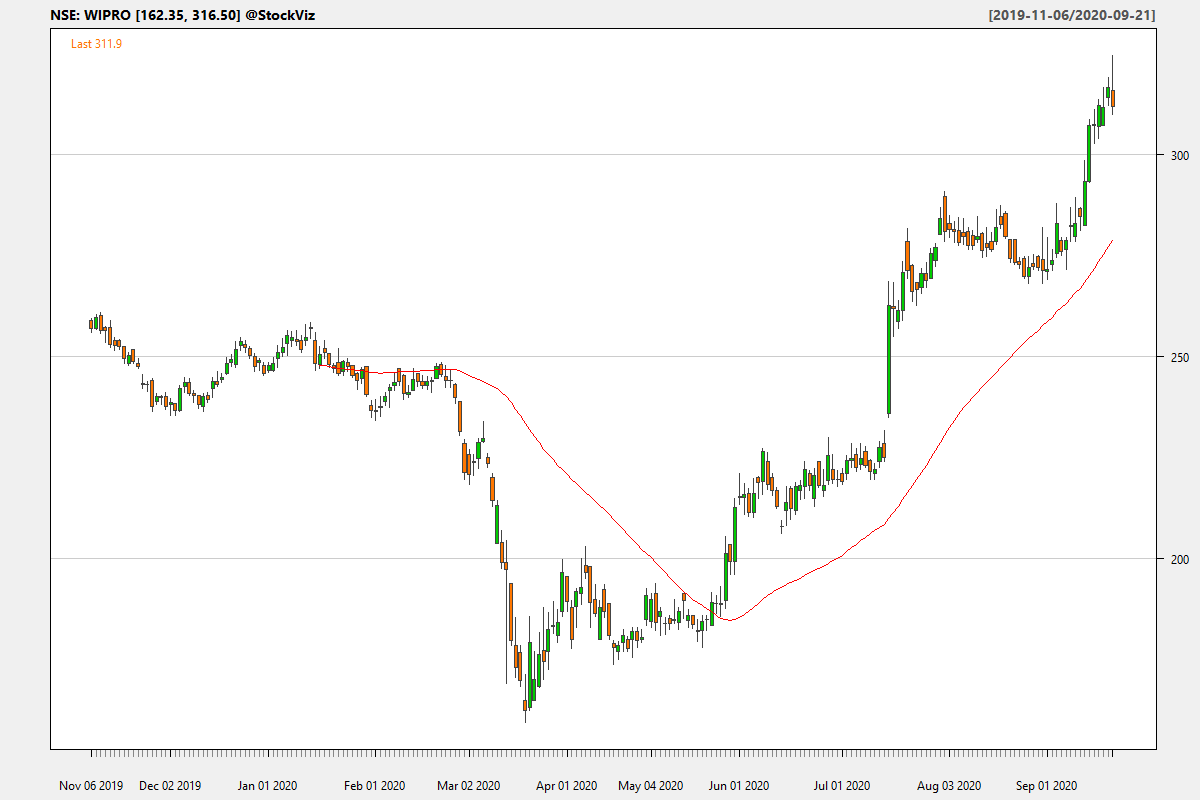 NSE: WIPRO [162.35, 316.50] @StockViz
[2019-11-06/2020-09-21]
Last 311.9
300
250
200
Nov 06 2019 Dec 02 2019 Jan 01 2020 Feb 01 2020 Mar 02 2020 Apr 01 2020 May 04 2020 Jun 01 2020 Jul 01 2020 Aug 03 2020 Sep 01 2020